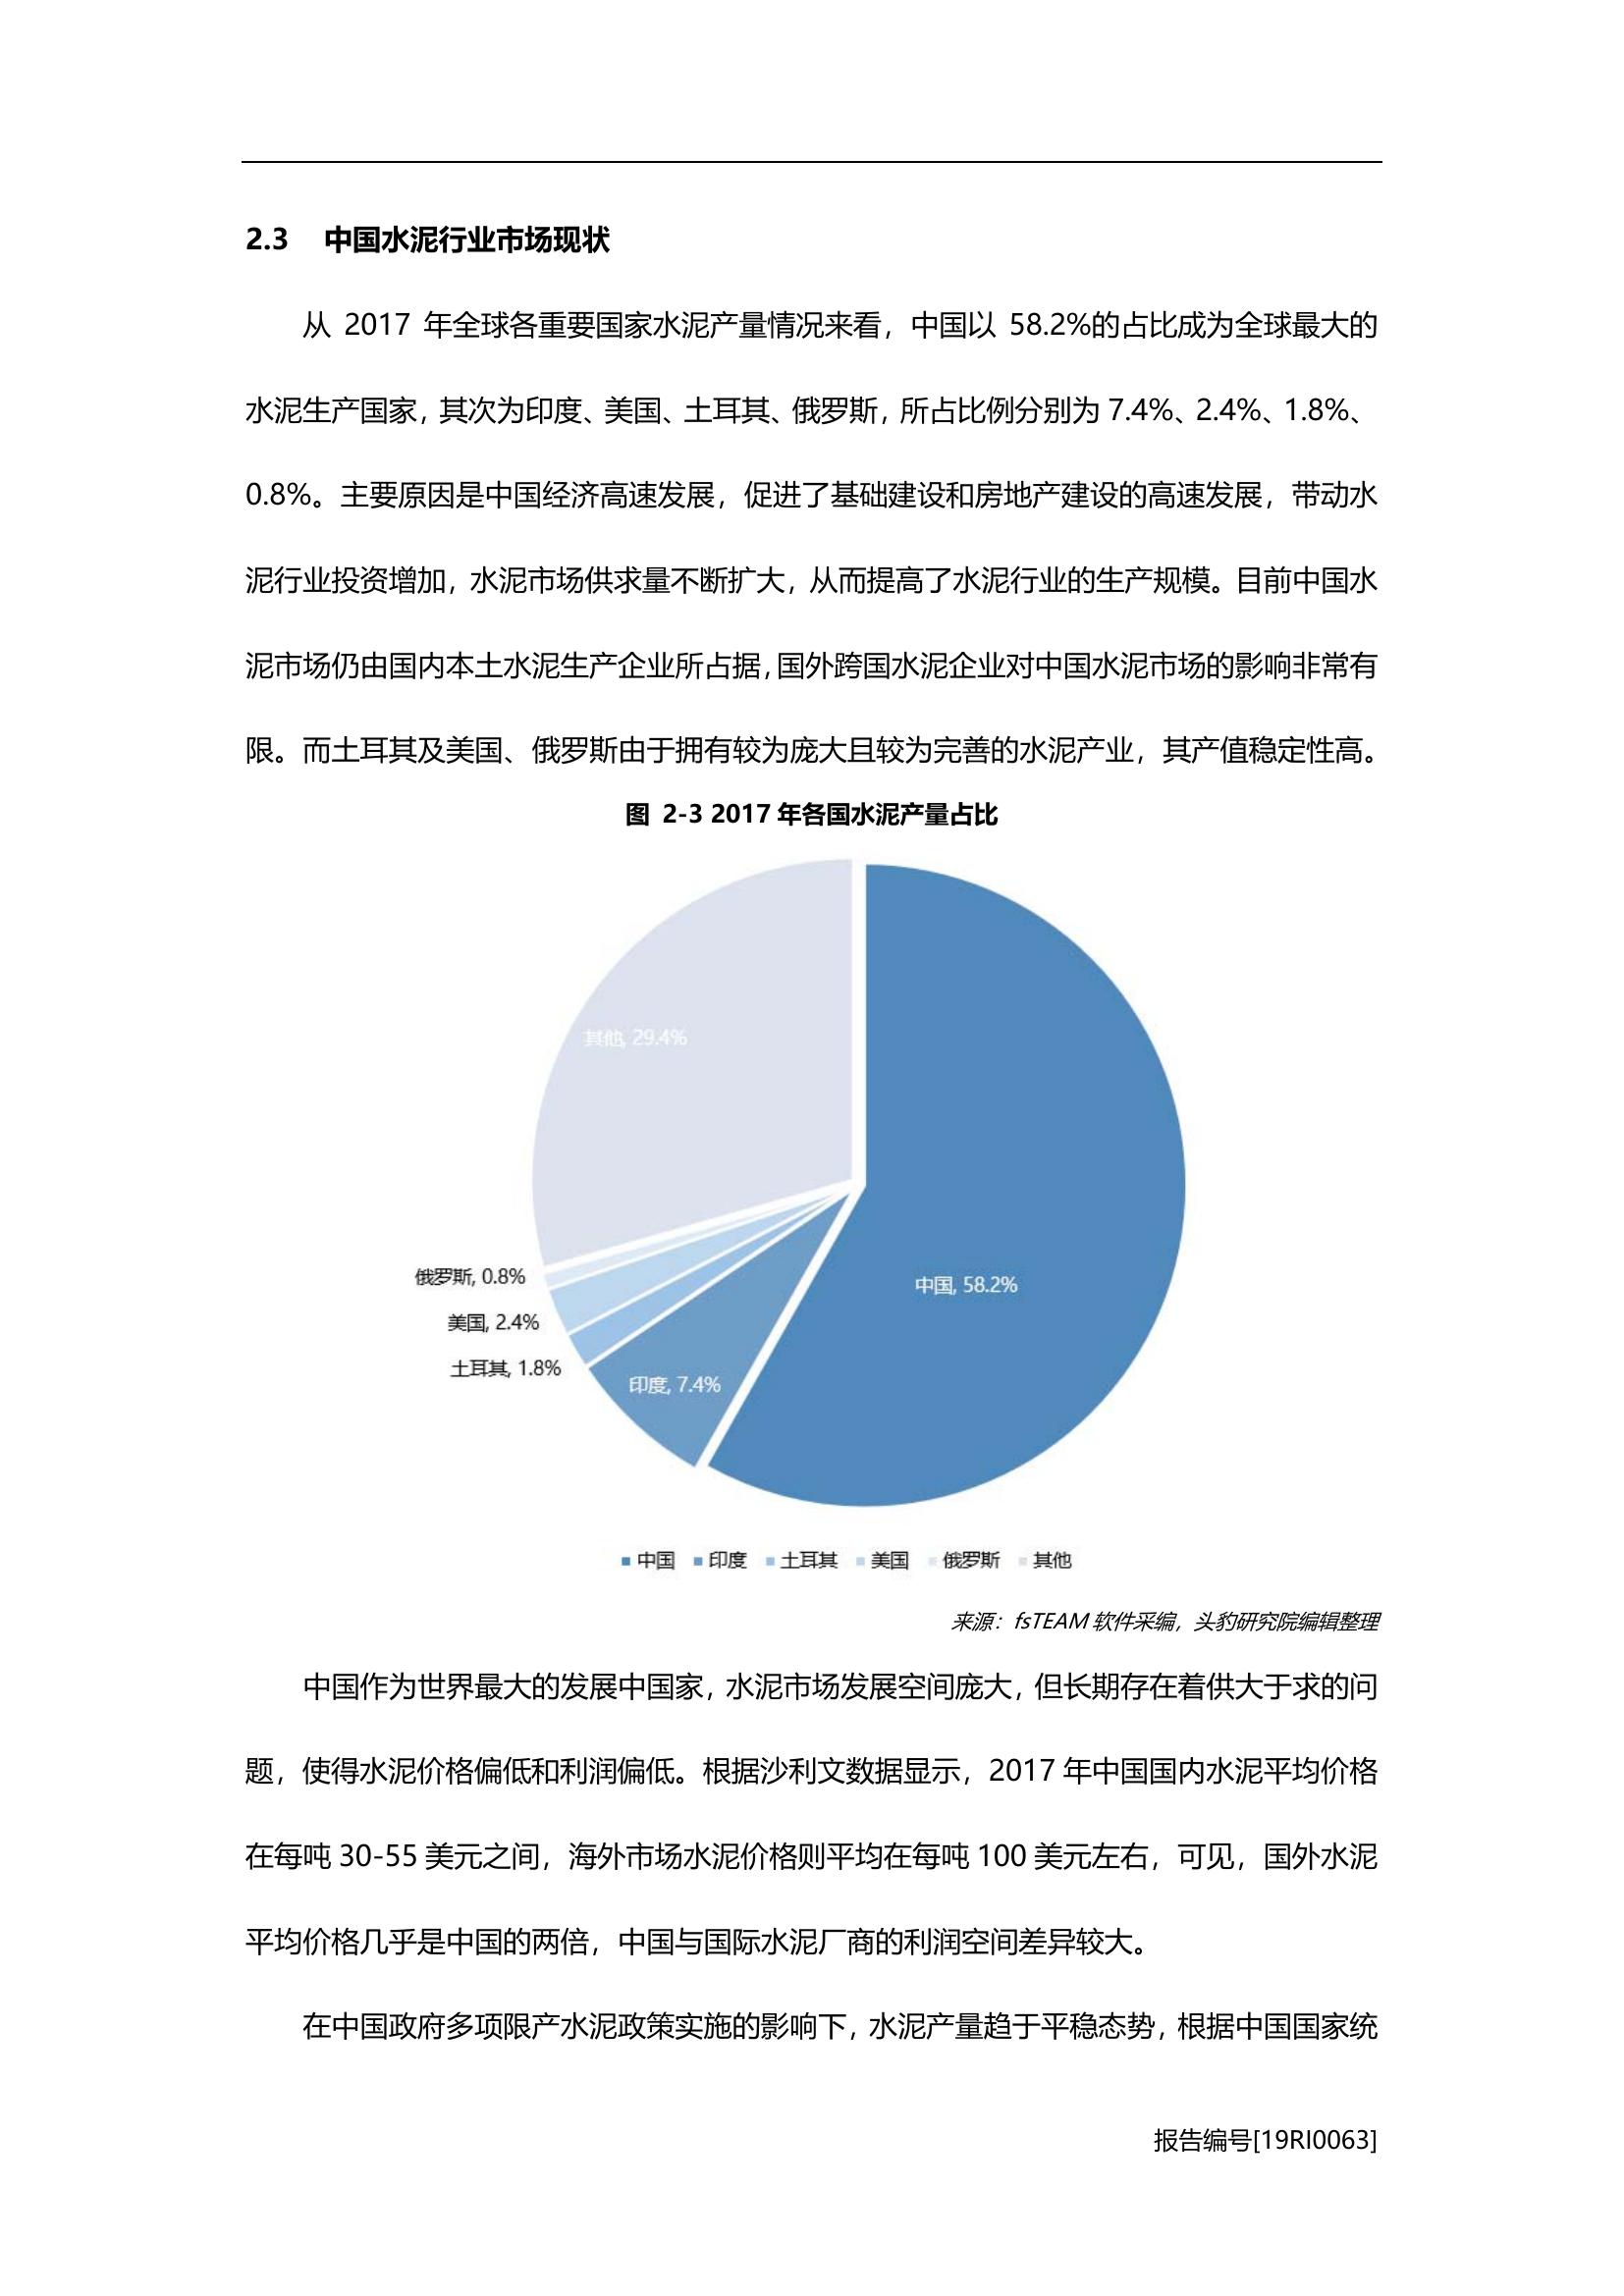 2.3 中国水泥行业市场现状
从 2017 年全球各重要国家水泥产量情况来看，中国以 58.2%的占比成为全球最大的
水泥生产国家，其次为印度、美国、土耳其、俄罗斯，所占比例分别为 7.4%、2.4%、1.8%、
0.8%。主要原因是中国经济高速发展，促进了基础建设和房地产建设的高速发展，带动水
泥行业投资增加，水泥市场供求量不断扩大，从而提高了水泥行业的生产规模。目前中国水
泥市场仍由国内本土水泥生产企业所占据，国外跨国水泥企业对中国水泥市场的影响非常有
限。而土耳其及美国、俄罗斯由于拥有较为庞大且较为完善的水泥产业，其产值稳定性高。
图 2-3 2017 年各国水泥产量占比
其他, 29.4%
俄罗斯, 0.8%
中国, 58.2%
美国, 2.4%
土耳其, 1.8%
印度, 7.4%
中国 印度 土耳其 美国 俄罗斯 其他
来源：fsTEAM 软件采编，头豹研究院编辑整理
中国作为世界最大的发展中国家，水泥市场发展空间庞大，但长期存在着供大于求的问
题，使得水泥价格偏低和利润偏低。根据沙利文数据显示，2017 年中国国内水泥平均价格
在每吨 30-55 美元之间，海外市场水泥价格则平均在每吨 100 美元左右，可见，国外水泥
平均价格几乎是中国的两倍，中国与国际水泥厂商的利润空间差异较大。
在中国政府多项限产水泥政策实施的影响下，水泥产量趋于平稳态势，根据中国国家统
报告编号[19RI0063]